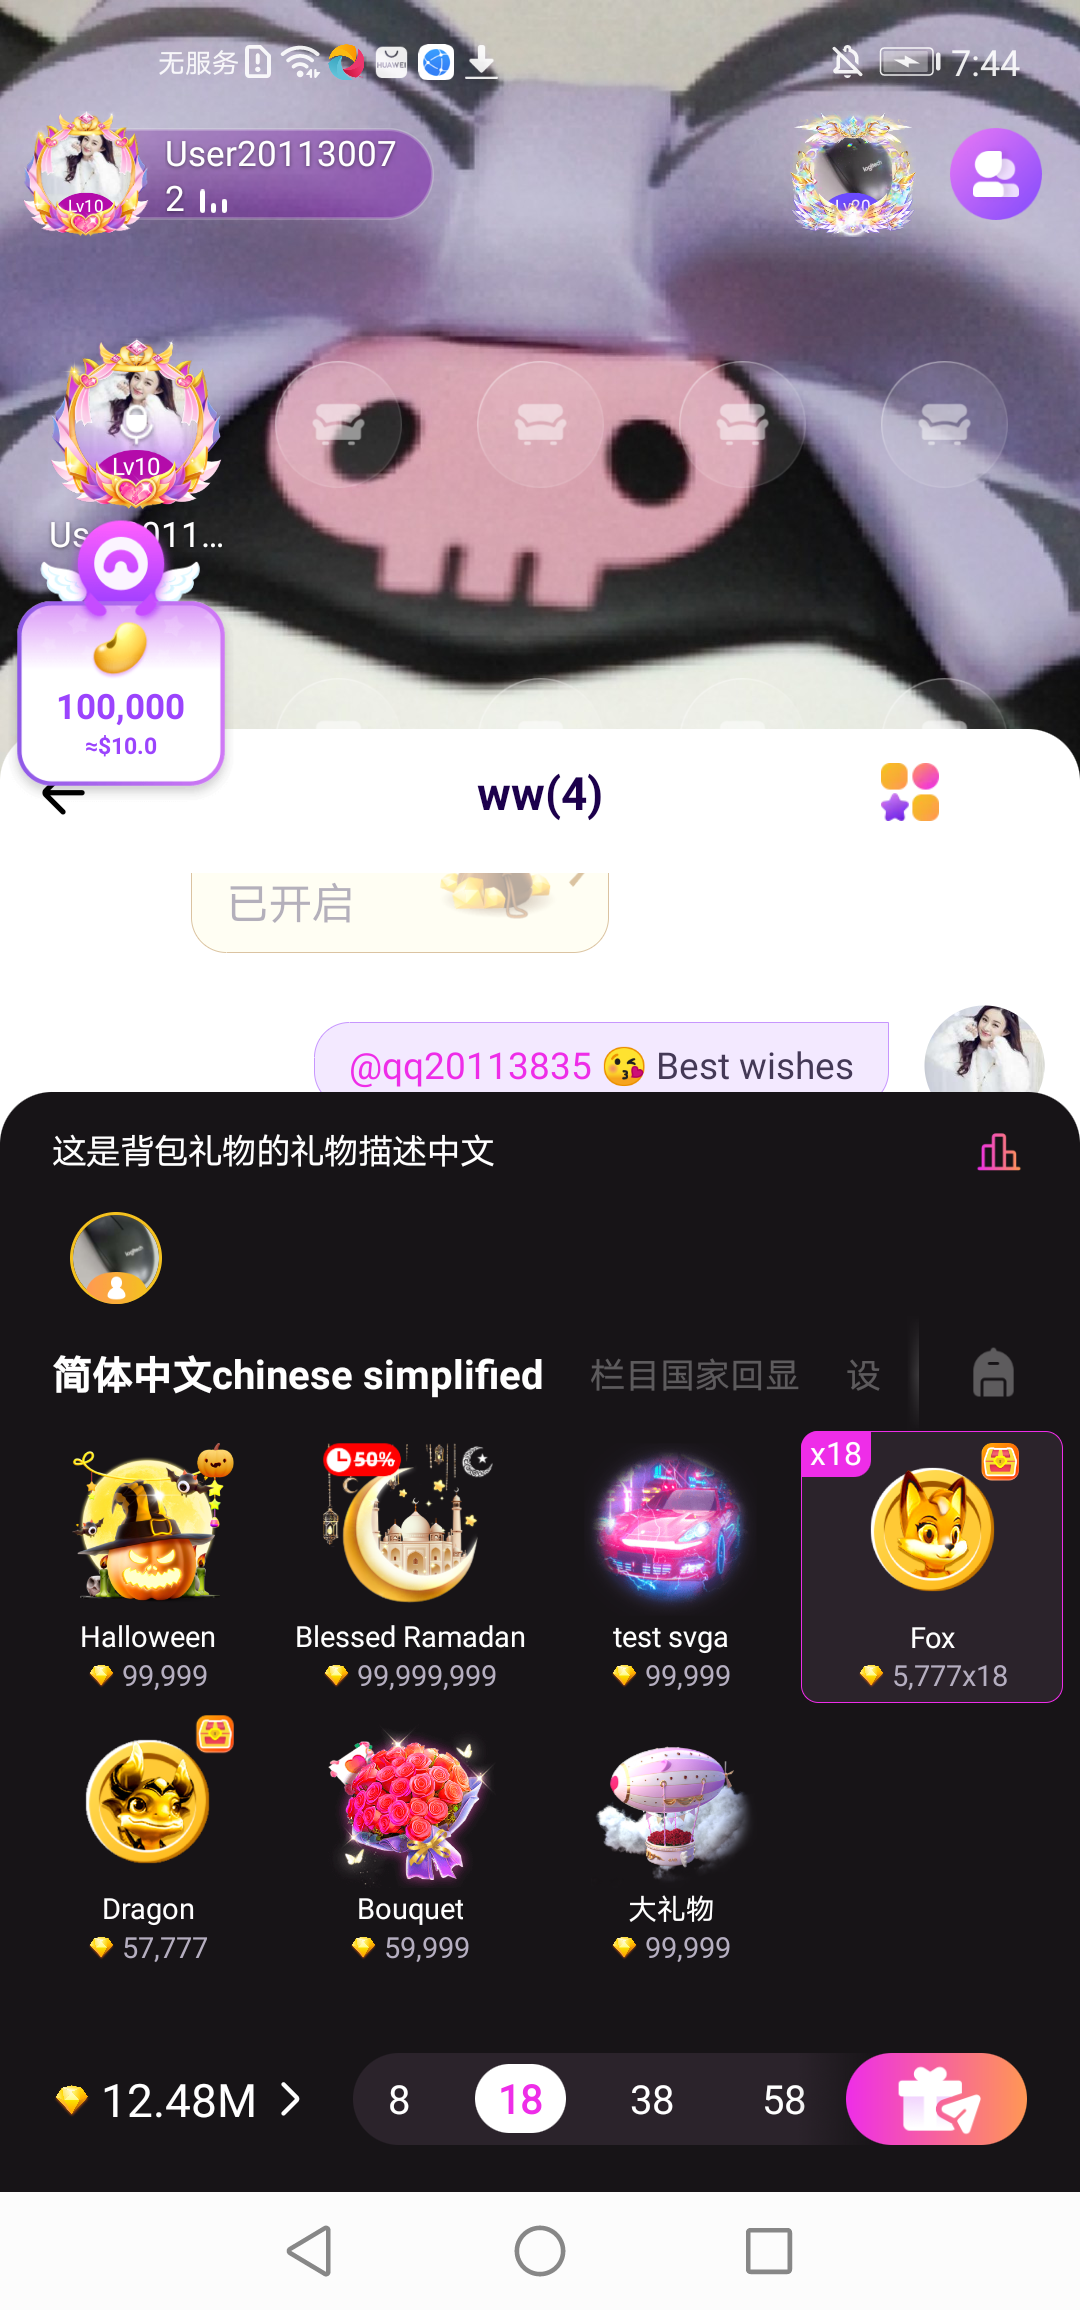 无服务
HUAWEI
7:44
User20113007
2
Lv10
logitech
Lv20
Lv10
100,000
≈$10.0
ww(4)
已开启
@qq20113835 😘 Best wishes
这是背包礼物的礼物描述中文
logitech
简体中文chinese simplified
栏目国家回显
设
50%
x18
Halloween
Blessed Ramadan
test svga
Fox
99,999
99,999,999
99,999
5,777x18
Dragon
Bouquet
大礼物
57,777
59,999
99,999
12.48M
8
18
38
58